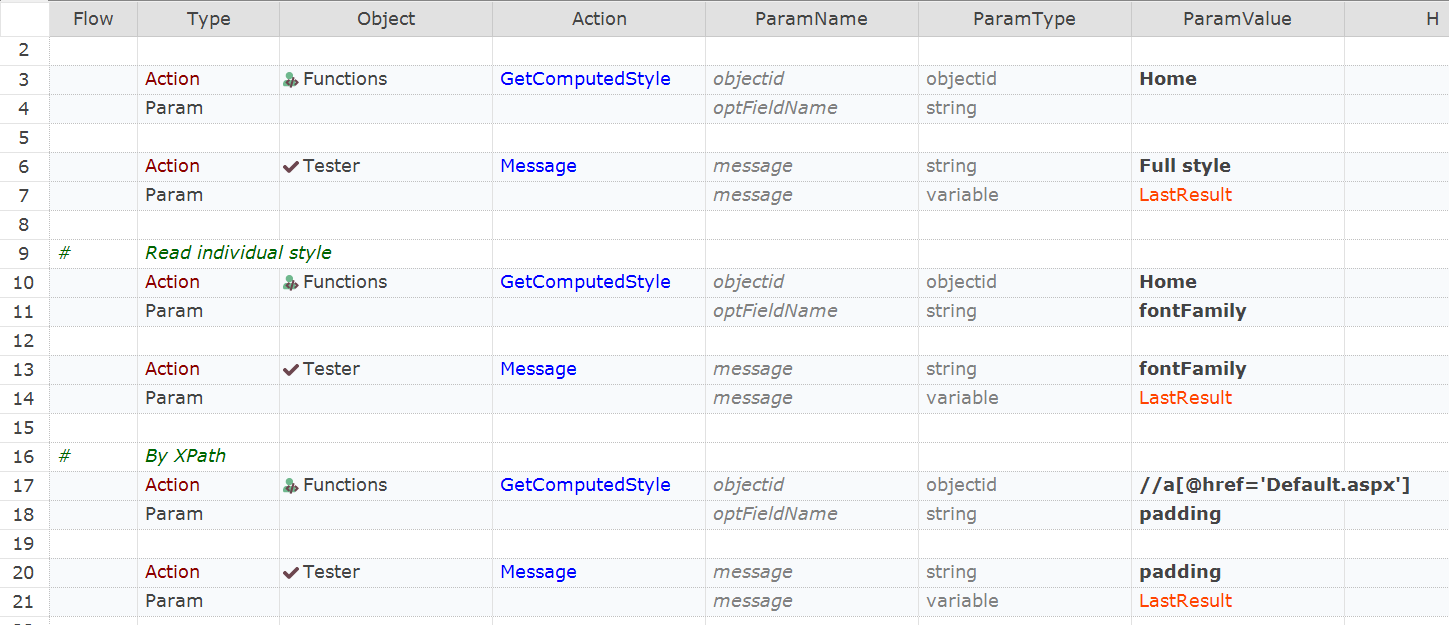 Flow Type Object Action ParamName ParamType ParamValue H
2
3 Action Functions GetComputedStyle objectid objectid Home
4 Param optFieldName string
5
6 Action Tester Message message string Full style
7 Param message variable LastResult
8
9 # Read individual style
10 Action Functions GetComputedStyle objectid objectid Home
11 Param optFieldName string fontFamily
12
13 Action Tester Message message string fontFamily
14 Param message variable LastResult
15
16 # By XPath
17 Action Functions GetComputedStyle objectid objectid //a[@href='Default.aspx']
18 Param optFieldName string padding
19
20 Action Tester Message message string padding
21 Param message variable LastResult